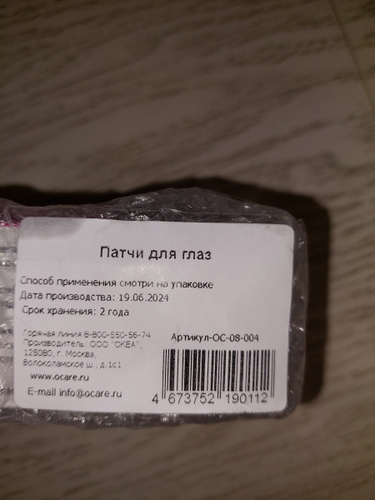 Патчи для глаз
Способ применения смотри на упаковке
Дата производства: 19.06.2024
Срок хранения: 2 года
Горячая линия 8-800-550-56-74
Производитель: ООО "ОКЕА",
125080, г. Москва,
Волоколамское ш., д.1с1
www.ocare.ru
E-mail info@ocare.ru
Артикул-ОС-08-004
4 673752 190112